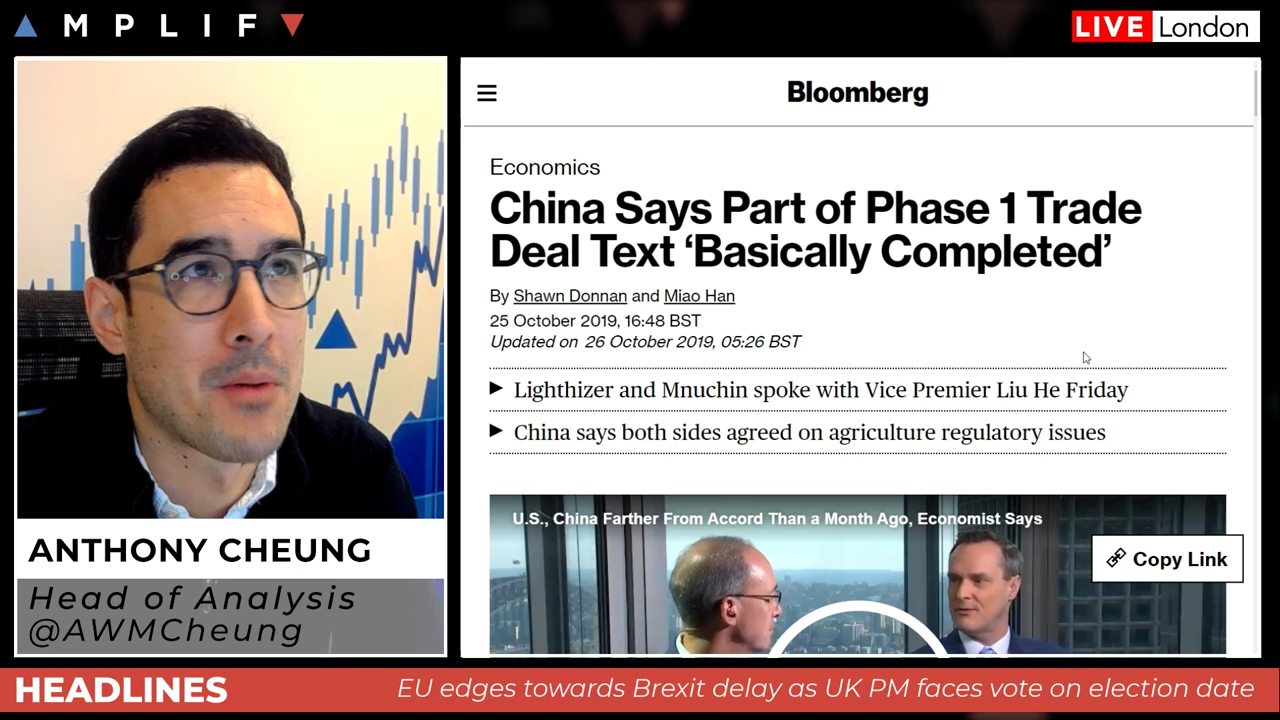 AMPLIFY
LIVE London
Bloomberg
Economics
China Says Part of Phase 1 Trade
Deal Text ‘Basically Completed’
By Shawn Donnan and Miao Han
25 October 2019, 16:48 BST
Updated on 26 October 2019, 05:26 BST
Lighthizer and Mnuchin spoke with Vice Premier Liu He Friday
China says both sides agreed on agriculture regulatory issues
U.S., China Farther From Accord Than a Month Ago, Economist Says
Copy Link
ANTHONY CHEUNG
Head of Analysis
@AWMCheung
HEADLINES
EU edges towards Brexit delay as UK PM faces vote on election date